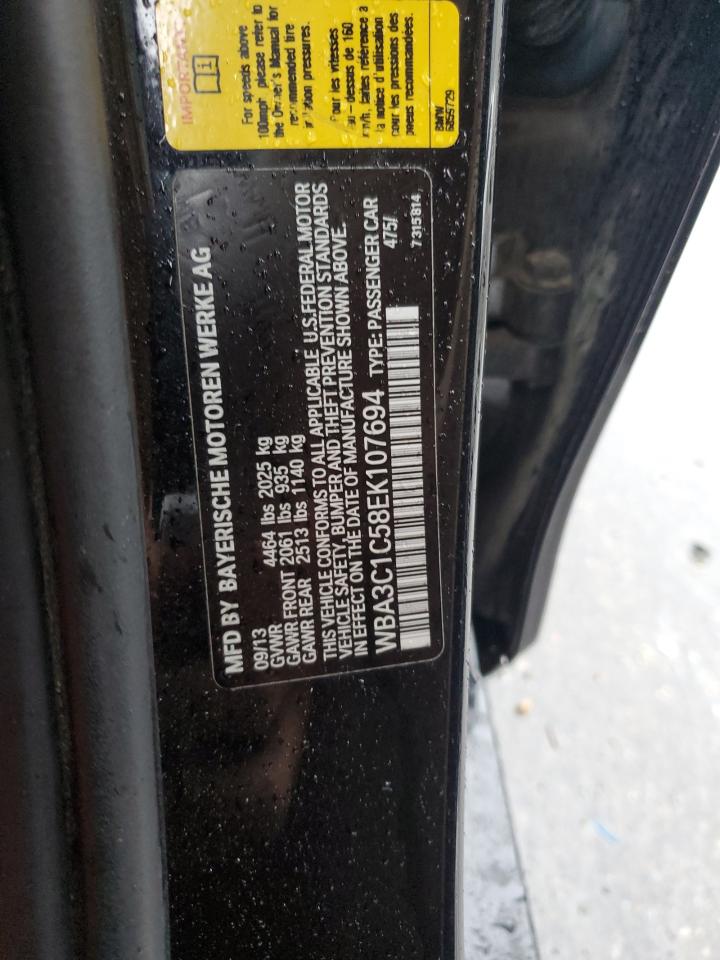 IMPORTANT
For speeds above
100mph please refer to
the Owner's Manual for
recommended tire
inflation pressures.
Pour les vitesses
au-dessus de 160
km/h, faites référence à
la notice d'utilisation
pour les pressions des
pneus recommandées.
BMW
6859729
MFD BY BAYERISCHE MOTOREN WERKE AG
09/13
GVWR 4464 lbs 2025 kg
GAWR FRONT 2061 lbs 935 kg
GAWR REAR 2513 lbs 1140 kg
THIS VEHICLE CONFORMS TO ALL APPLICABLE U.S.FEDERAL MOTOR
VEHICLE SAFETY, BUMPER AND THEFT PREVENTION STANDARDS
IN EFFECT ON THE DATE OF MANUFACTURE SHOWN ABOVE.
WBA3C1C58EK107694 TYPE: PASSENGER CAR
475/
7 315 814